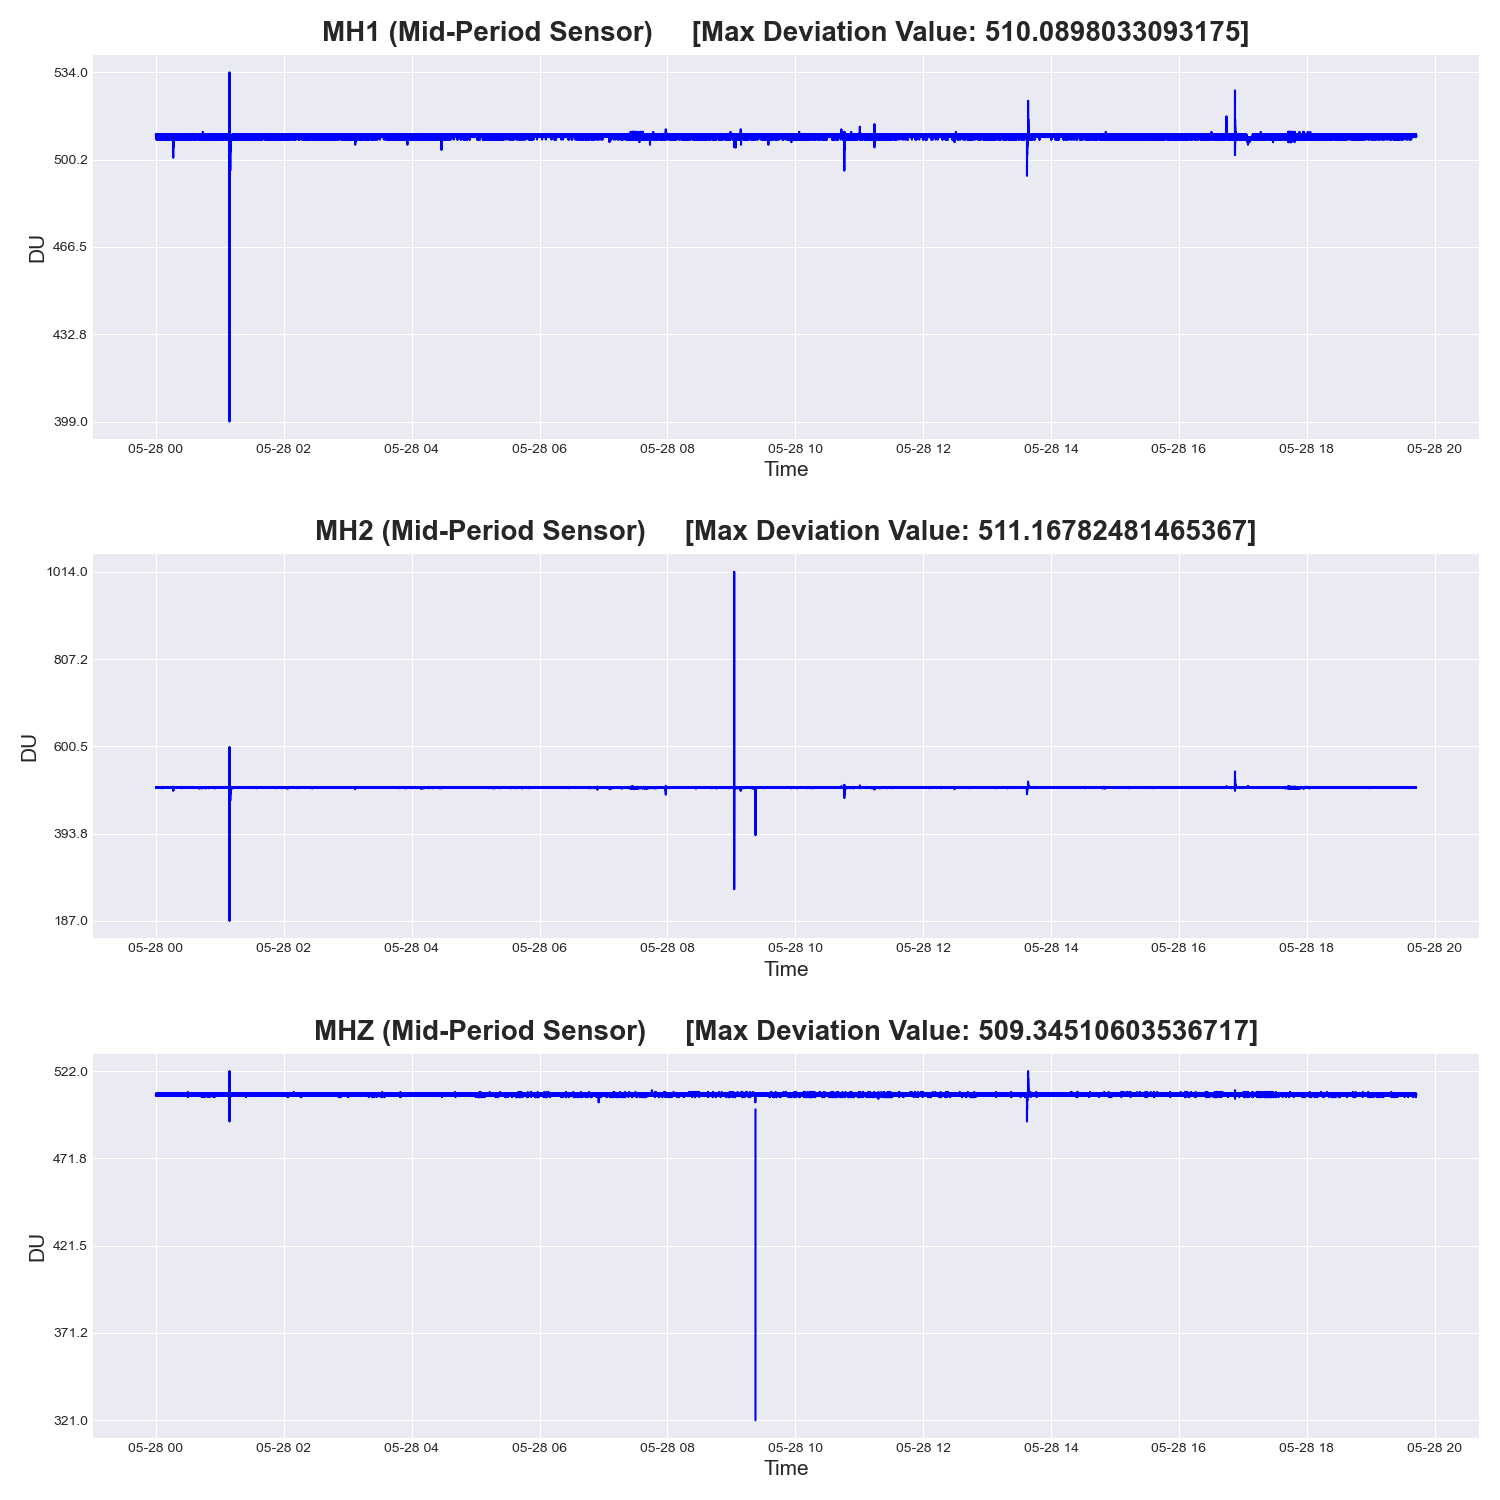 MH1 (Mid-Period Sensor) [Max Deviation Value: 510.0898033093175]
534.0
500.2
466.5
432.8
399.0
DU
05-28 00 05-28 02 05-28 04 05-28 06 05-28 08 05-28 10 05-28 12 05-28 14 05-28 16 05-28 18 05-28 20
Time
MH2 (Mid-Period Sensor) [Max Deviation Value: 511.16782481465367]
1014.0
807.2
600.5
393.8
187.0
DU
05-28 00 05-28 02 05-28 04 05-28 06 05-28 08 05-28 10 05-28 12 05-28 14 05-28 16 05-28 18 05-28 20
Time
MHZ (Mid-Period Sensor) [Max Deviation Value: 509.34510603536717]
522.0
471.8
421.5
371.2
321.0
DU
05-28 00 05-28 02 05-28 04 05-28 06 05-28 08 05-28 10 05-28 12 05-28 14 05-28 16 05-28 18 05-28 20
Time